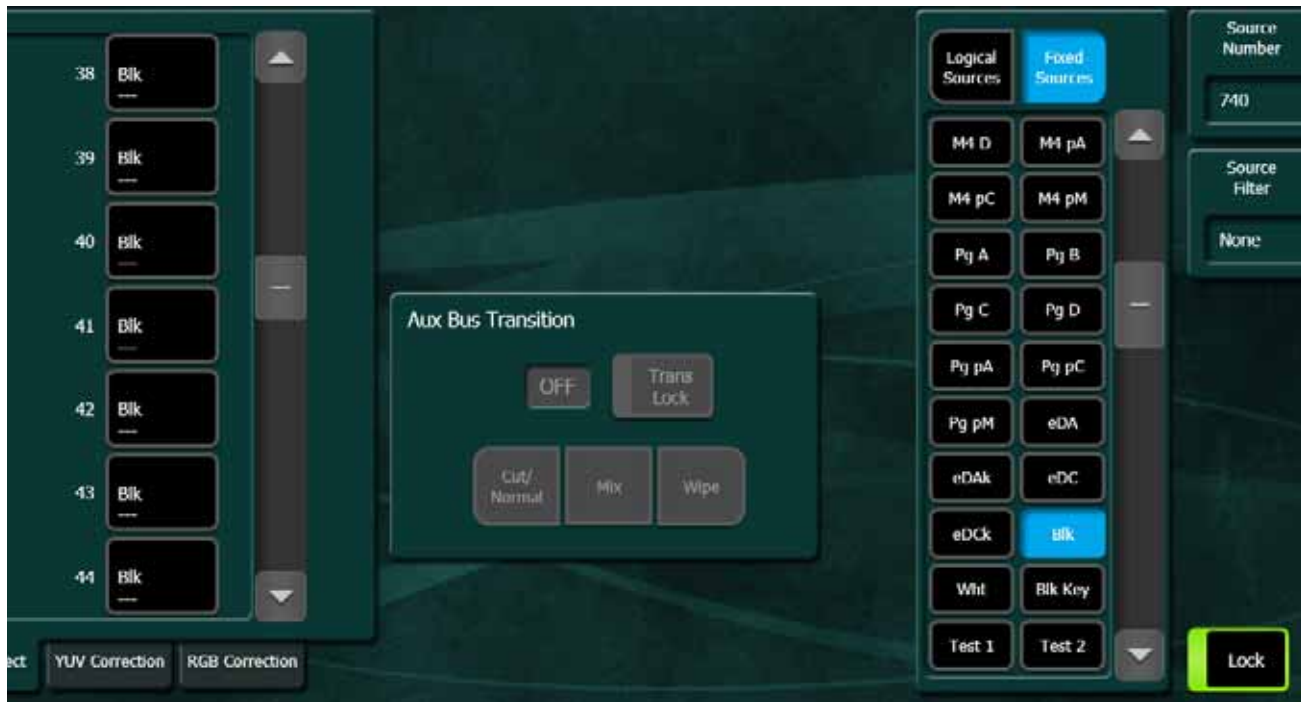 38 Blk
---
39 Blk
---
40 Blk
---
41 Blk
---
42 Blk
---
43 Blk
---
44 Blk
---
ect YUV Correction RGB Correction
Aux Bus Transition
OFF
Trans
Lock
Cut/
Normal
Mix
Wipe
Logical
Sources
Fixed
Sources
M4 D M4 pA
M4 pC M4 pM
Pg A Pg B
Pg C Pg D
Pg pA Pg pC
Pg pM eDA
eDAk eDC
eDCk Blk
Wht Blk Key
Test 1 Test 2
Source
Number
740
Source
Filter
None
Lock